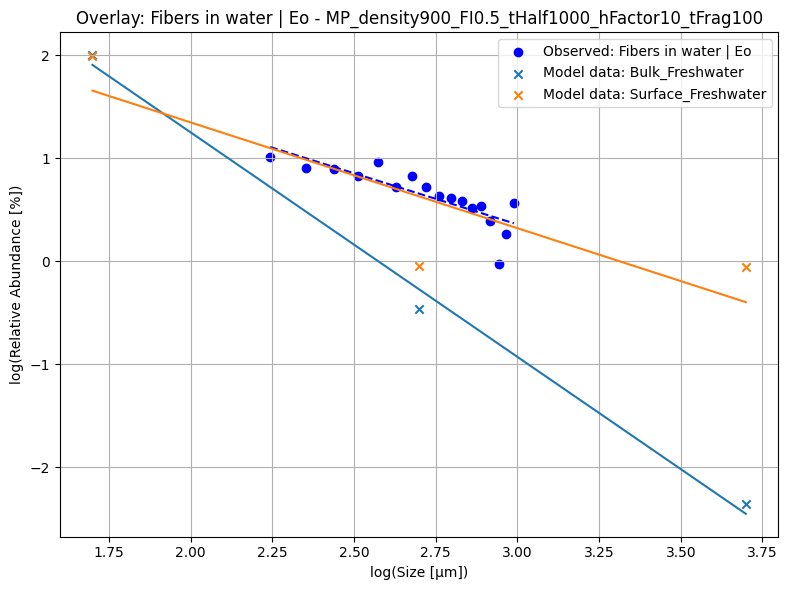 Overlay: Fibers in water | Eo - MP_density900_FI0.5_tHalf1000_hFactor10_tFrag100
Observed: Fibers in water | Eo
Model data: Bulk_Freshwater
Model data: Surface_Freshwater
log(Relative Abundance [%])
2
1
0
−1
−2
1.75 2.00 2.25 2.50 2.75 3.00 3.25 3.50 3.75
log(Size [μm])